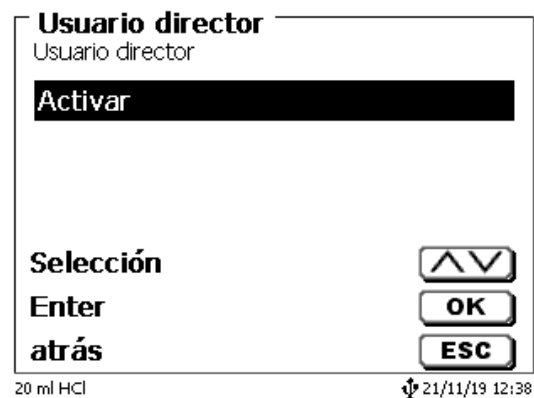 Usuario director
Usuario director
Activar
Selección
Enter OK
atrás ESC
20 ml HCl 21/11/19 12:38